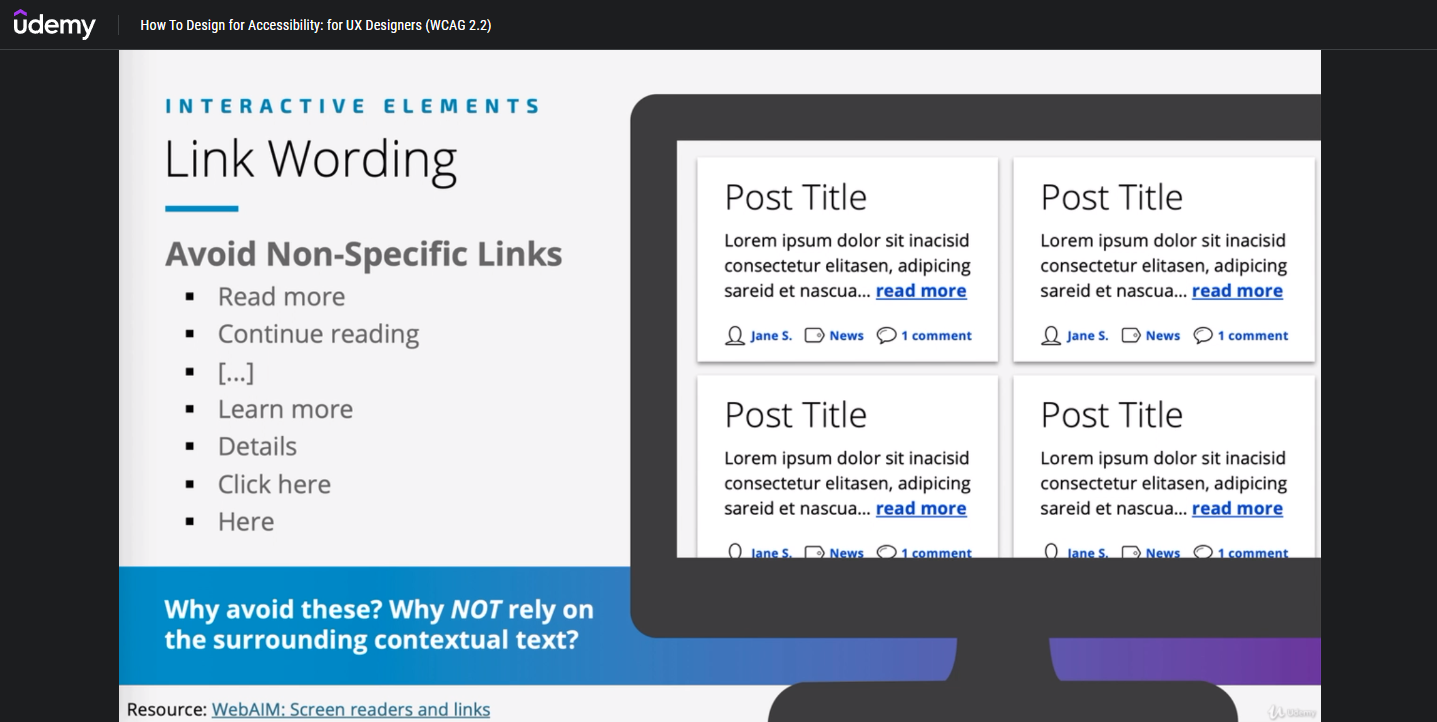 udemy
How To Design for Accessibility: for UX Designers (WCAG 2.2)
INTERACTIVE ELEMENTS
Link Wording
Avoid Non-Specific Links
Read more
Continue reading
[...]
Learn more
Details
Click here
Here
Why avoid these? Why NOT rely on
the surrounding contextual text?
Resource: WebAIM: Screen readers and links
Post Title
Lorem ipsum dolor sit inacisid
consectetur elitasen, adipicing
sareid et nascua... read more
Jane S. News 1 comment
Post Title
Lorem ipsum dolor sit inacisid
consectetur elitasen, adipicing
sareid et nascua... read more
Jane S. News 1 comment
Post Title
Lorem ipsum dolor sit inacisid
consectetur elitasen, adipicing
sareid et nascua... read more
Jane S. News 1 comment
Post Title
Lorem ipsum dolor sit inacisid
consectetur elitasen, adipicing
sareid et nascua... read more
Jane S. News 1 comment
Udemy